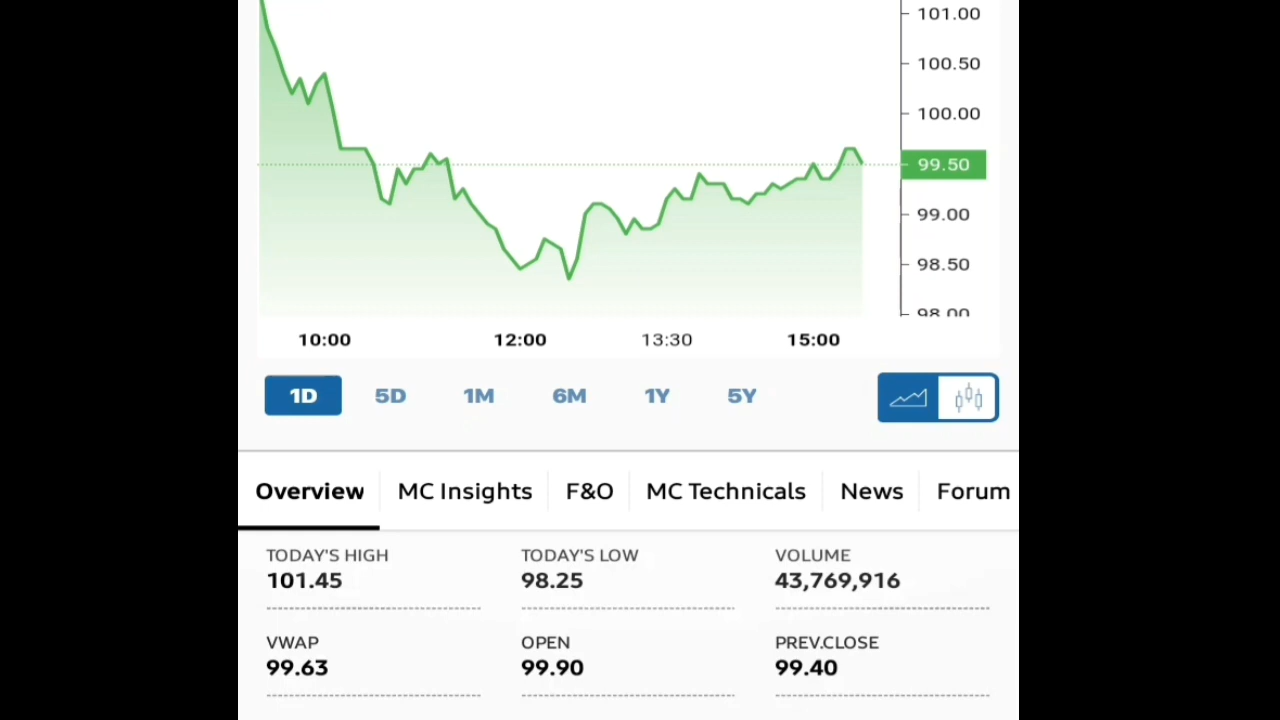 101.00
100.50
100.00
99.50
99.00
98.50
98.00
10:00 12:00 13:30 15:00
1D 5D 1M 6M 1Y 5Y
Overview MC Insights F&O MC Technicals News Forum
TODAY'S HIGH TODAY'S LOW VOLUME
101.45 98.25 43,769,916
VWAP OPEN PREV.CLOSE
99.63 99.90 99.40